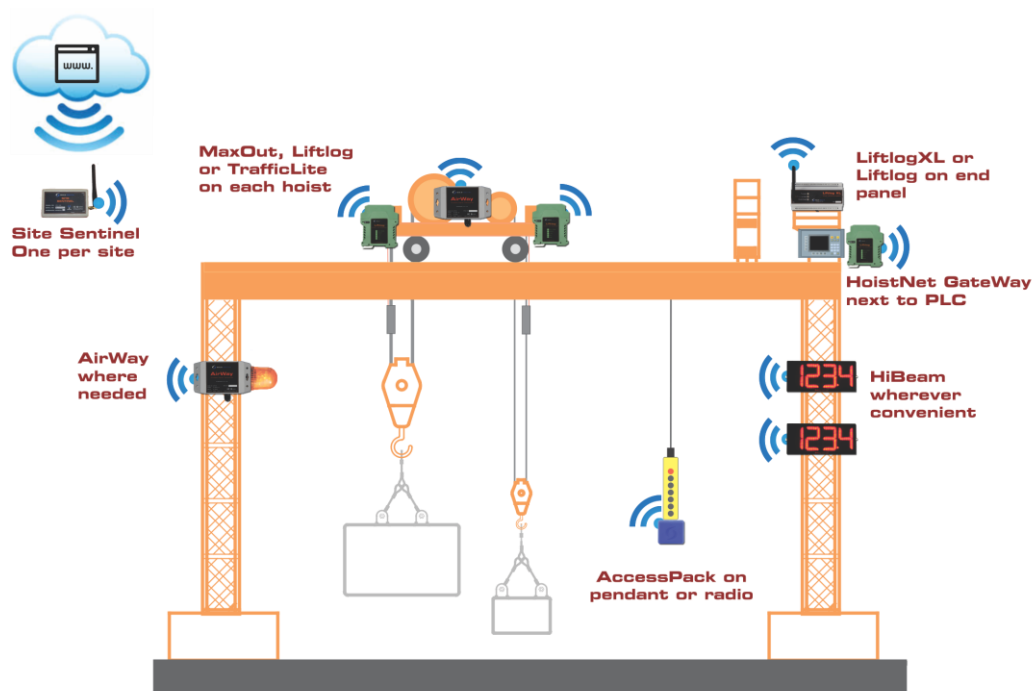 www.
MaxOut, Liftlog
or TrafficLite
on each hoist
LiftlogXL or
Liftlog on end
panel
AirWay
Site Sentinel
One per site
HoistNet GateWay
next to PLC
AirWay
where
needed
AirWay
1234
HiBeam
wherever
convenient
1234
AccessPack on
pendant or radio